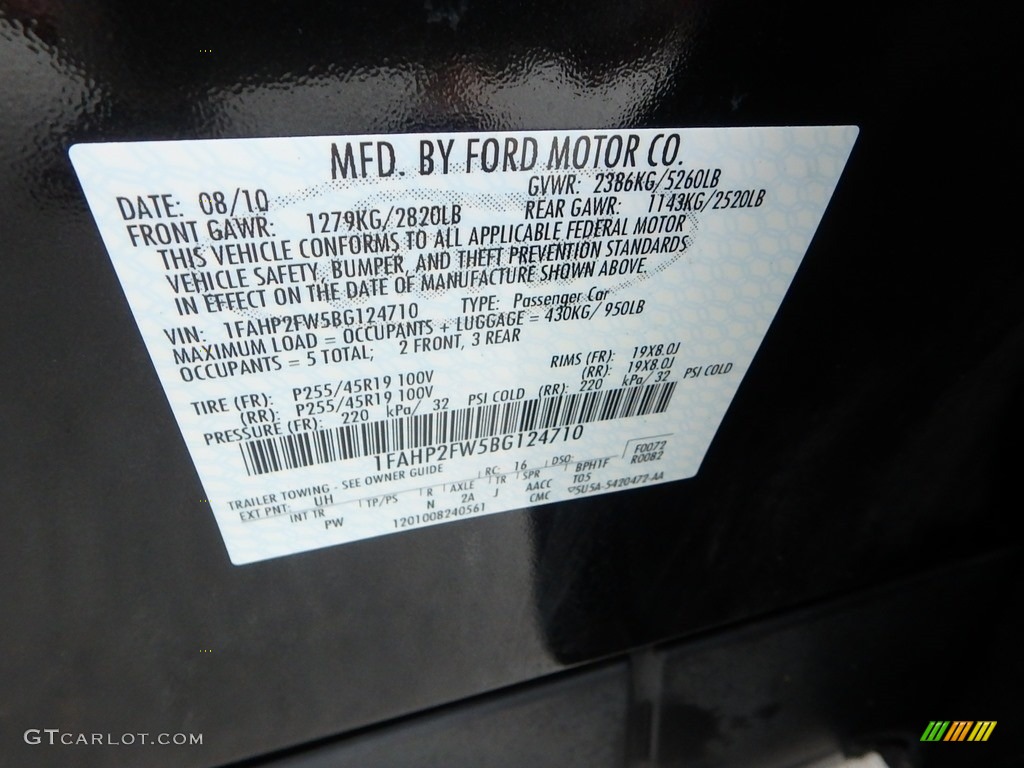 MFD. BY FORD MOTOR CO.
DATE: 08/10 GVWR: 2386KG/5260LB
FRONT GAWR: 1279KG/2820LB REAR GAWR: 1143KG/2520LB
THIS VEHICLE CONFORMS TO ALL APPLICABLE FEDERAL MOTOR
VEHICLE SAFETY, BUMPER, AND THEFT PREVENTION STANDARDS
IN EFFECT ON THE DATE OF MANUFACTURE SHOWN ABOVE.
VIN: 1FAHP2FW5BG124710 TYPE: Passenger Car
MAXIMUM LOAD = OCCUPANTS + LUGGAGE = 430KG/950LB
OCCUPANTS = 5 TOTAL; 2 FRONT, 3 REAR
TIRE (FR): P255/45R19 100V RIMS (FR): 19X8.0J
(RR): P255/45R19 100V (RR): 19X8.0J
PRESSURE (FR): 220 kPa/ 32 PSI COLD (RR): 220 kPa/ 32 PSI COLD
1FAHP2FW5BG124710
F0072
R0082
TRAILER TOWING - SEE OWNER GUIDE RC: 16 DSO:
EXT PNT: UH TP/PS R AXLE TR SPR BPH1F
INT TR N 2A J AACC T05
PW 1201008240561 CMC 5U5A-5420472-AA
GTCARLOT.COM